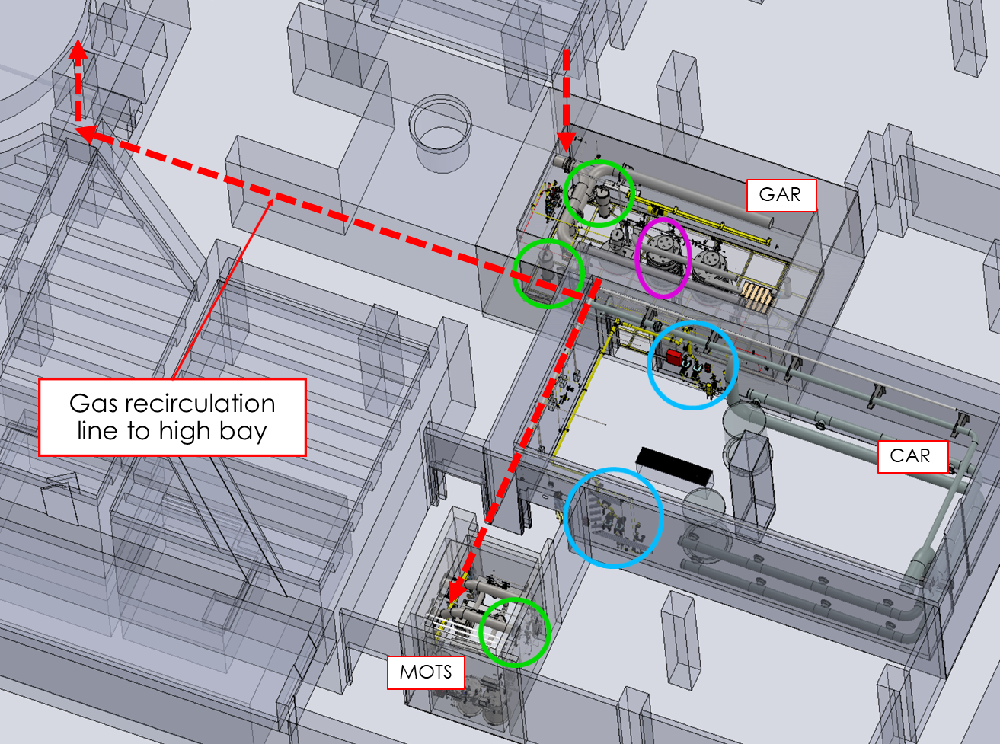 GAR
Gas recirculation
line to high bay
CAR
MOTS